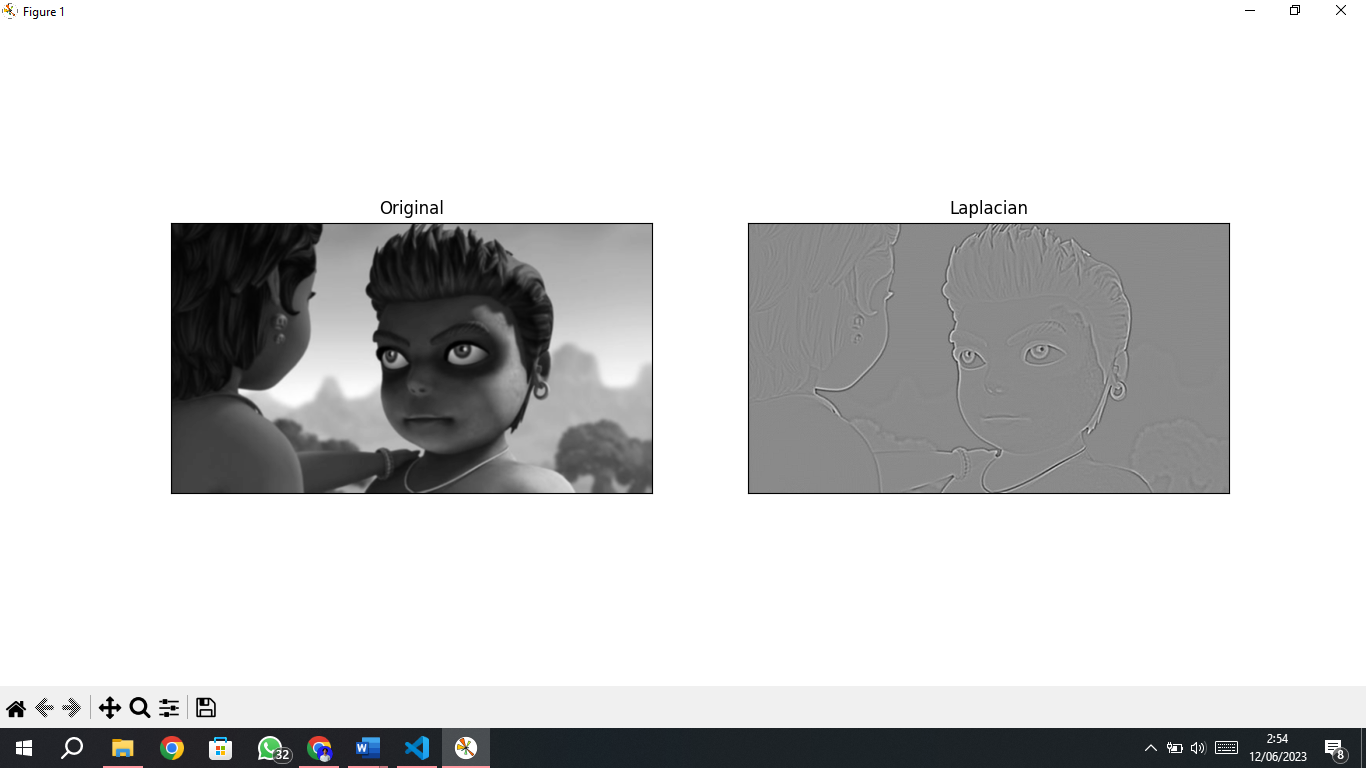 Figure 1
Original
Laplacian
32
W
2:54
12/06/2023
8